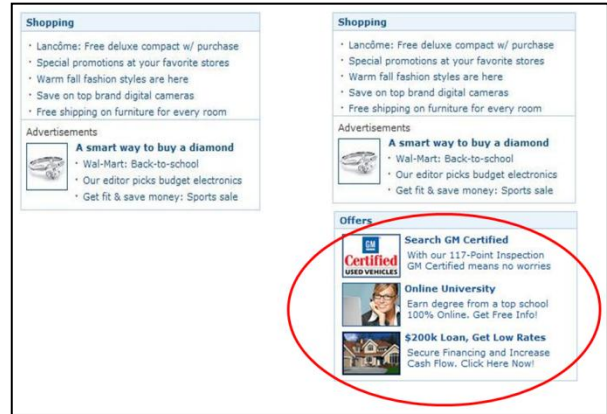 Shopping
· Lancôme: Free deluxe compact w/ purchase
· Special promotions at your favorite stores
· Warm fall fashion styles are here
· Save on top brand digital cameras
· Free shipping on furniture for every room
Advertisements
A smart way to buy a diamond
· Wal-Mart: Back-to-school
· Our editor picks budget electronics
· Get fit & save money: Sports sale
Shopping
· Lancôme: Free deluxe compact w/ purchase
· Special promotions at your favorite stores
· Warm fall fashion styles are here
· Save on top brand digital cameras
· Free shipping on furniture for every room
Advertisements
A smart way to buy a diamond
· Wal-Mart: Back-to-school
· Our editor picks budget electronics
· Get fit & save money: Sports sale
Offers
GM
Certified
USED VEHICLES
Search GM Certified
With our 117-Point Inspection
GM Certified means no worries
Online University
Earn degree from a top school
100% Online. Get Free Info!
$200k Loan, Get Low Rates
Secure Financing and Increase
Cash Flow. Click Here Now!